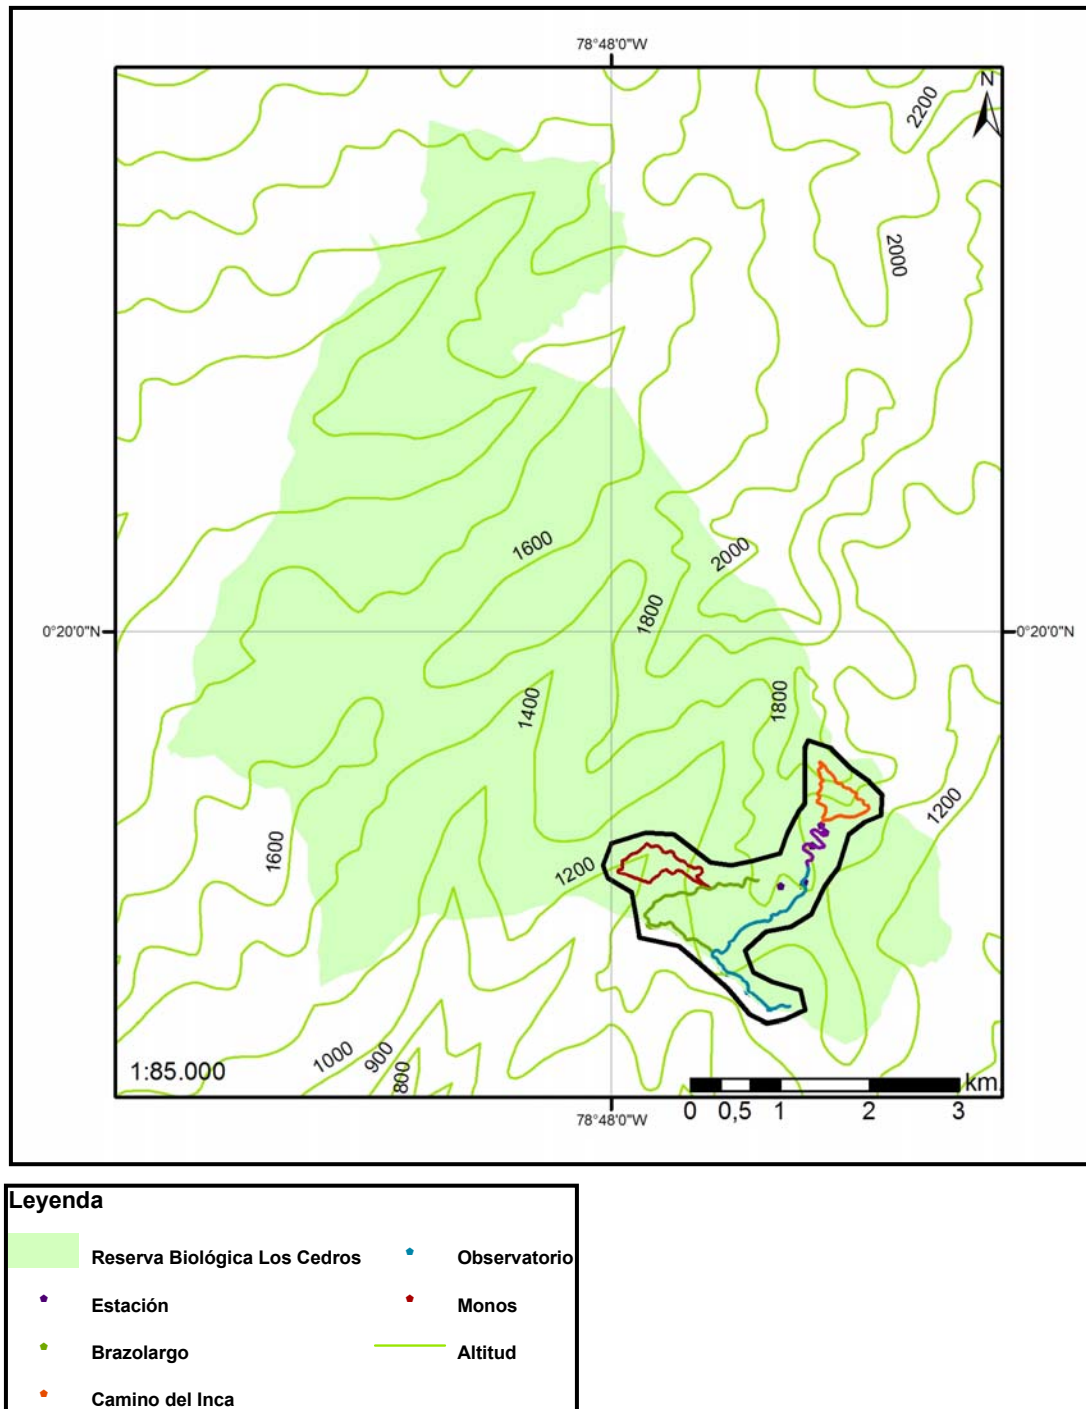 78°48'0"W
N
2200
2000
1600
2000
1800
0°20'0"N
0°20'0"N
1400
1800
1200
1600
1200
1000
900
800
1:85.000
km
0 0,5 1 2 3
78°48'0"W
Leyenda
Reserva Biológica Los Cedros
Observatorio
Estación
Monos
Brazolargo
Altitud
Camino del Inca